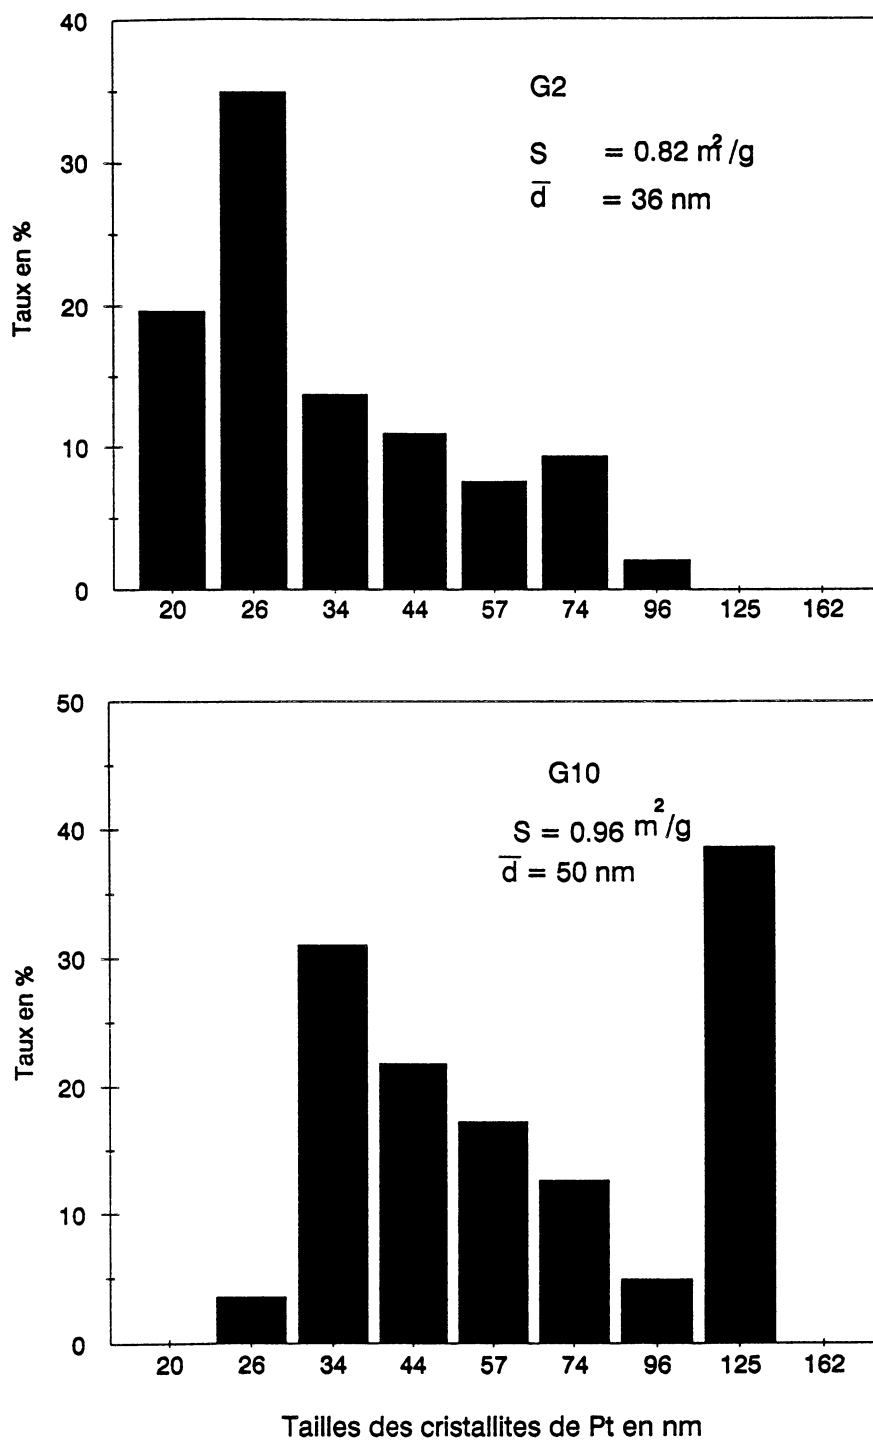 40
30
20
10
0
Taux en %
G2
S = 0.82 m²/g
d̅ = 36 nm
20 26 34 44 57 74 96 125 162
50
40
30
20
10
0
Taux en %
G10
S = 0.96 m²/g
d̅ = 50 nm
20 26 34 44 57 74 96 125 162
Tailles des cristallites de Pt en nm